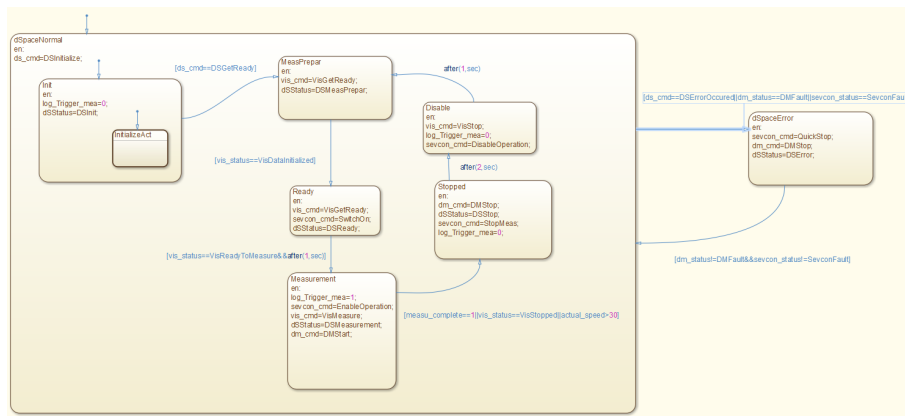 dSpaceNormal
en:
ds_cmd=DSInitialize;
Init
en:
log_Trigger_mea=0;
dSStatus=DSInit;
InitializeAct
[ds_cmd==DSGetReady]
MeasPrepar
en:
vis_cmd=VisGetReady;
dSStatus=DSMeasPrepar;
[vis_status==VisDataInitialized]
Ready
en:
vis_cmd=VisGetReady;
sevcon_cmd=SwitchOn;
dSStatus=DSReady;
[vis_status==VisReadyToMeasure&&after(1,sec)]
Measurement
en:
log_Trigger_mea=1;
sevcon_cmd=EnableOperation;
vis_cmd=VisMeasure;
dSStatus=DSMeasurement;
dm_cmd=DMStart;
[measu_complete==1||vis_status==VisStopped||actual_speed>30]
Stopped
en:
dm_cmd=DMStop;
dSStatus=DSStop;
sevcon_cmd=StopMeas;
log_Trigger_mea=0;
after(2,sec)
Disable
en:
vis_cmd=VisStop;
log_Trigger_mea=0;
sevcon_cmd=DisableOperation;
after(1,sec)
[ds_cmd==DSErrorOccured||dm_status==DMFault||sevcon_status==SevconFault
dSpaceError
en:
sevcon_cmd=QuickStop;
dm_cmd=DMStop;
dSStatus=DSError;
[dm_status!=DMFault&&sevcon_status!=SevconFault]